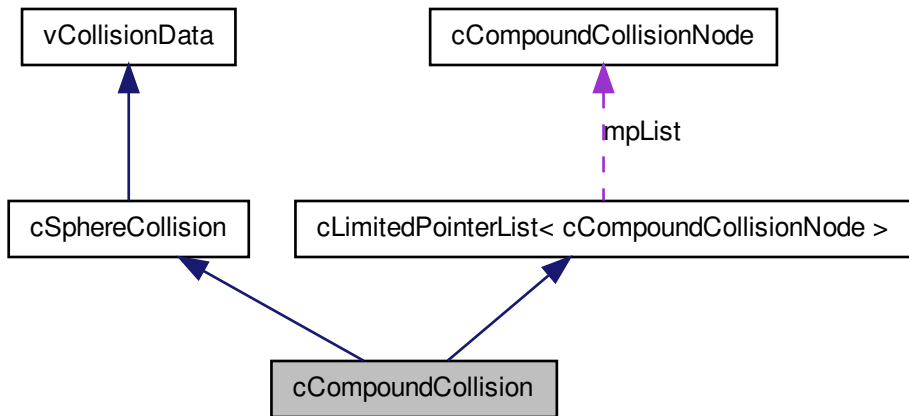 vCollisionData
cCompoundCollisionNode
mpList
cSphereCollision
cLimitedPointerList< cCompoundCollisionNode >
cCompoundCollision